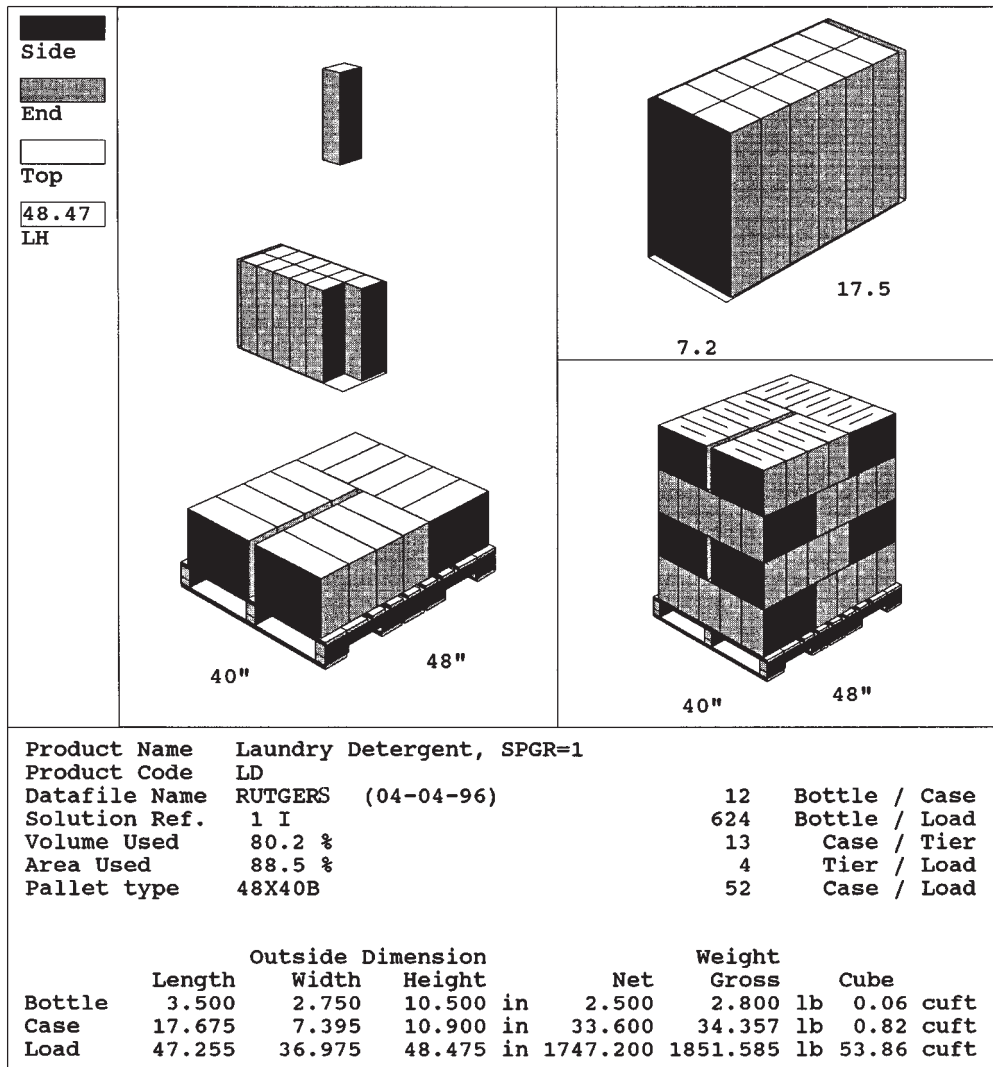 Side
End
Top
48.47
LH
17.5
7.2
40"
48"
40"
48"
Product Name Laundry Detergent, SPGR=1
Product Code LD
Datafile Name RUTGERS (04-04-96) 12 Bottle / Case
Solution Ref. 1 I 624 Bottle / Load
Volume Used 80.2 % 13 Case / Tier
Area Used 88.5 % 4 Tier / Load
Pallet type 48X40B 52 Case / Load
Outside Dimension Weight
Length Width Height Net Gross Cube
Bottle 3.500 2.750 10.500 in 2.500 2.800 lb 0.06 cuft
Case 17.675 7.395 10.900 in 33.600 34.357 lb 0.82 cuft
Load 47.255 36.975 48.475 in 1747.200 1851.585 lb 53.86 cuft